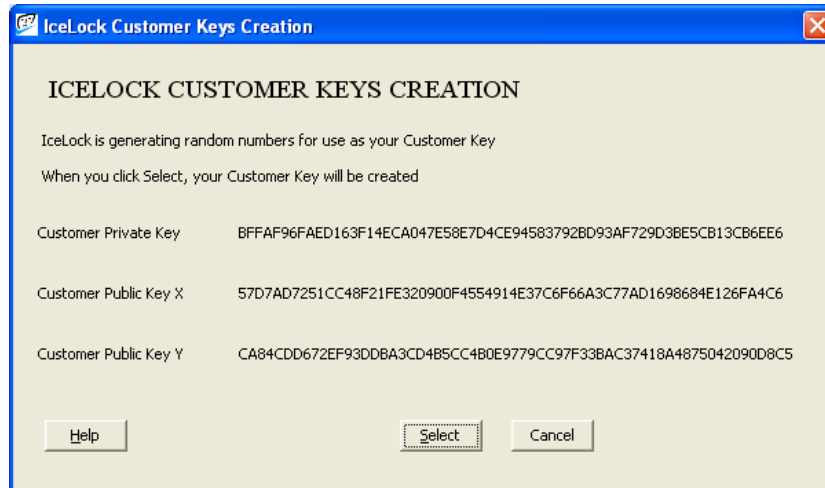 IceLock Customer Keys Creation
ICELOCK CUSTOMER KEYS CREATION
IceLock is generating random numbers for use as your Customer Key
When you click Select, your Customer Key will be created
Customer Private Key BFFAF96FAED163F14ECA047E58E7D4CE94583792BD93AF729D3BE5CB13CB6EE6
Customer Public Key X 57D7AD7251CC48F21FE320900F4554914E37C6F66A3C77AD1698684E126FA4C6
Customer Public Key Y CA84CDD672EF93DDBA3CD4B5CC4B0E9779CC97F33BAC37418A4875042090D8C5
Help Select Cancel